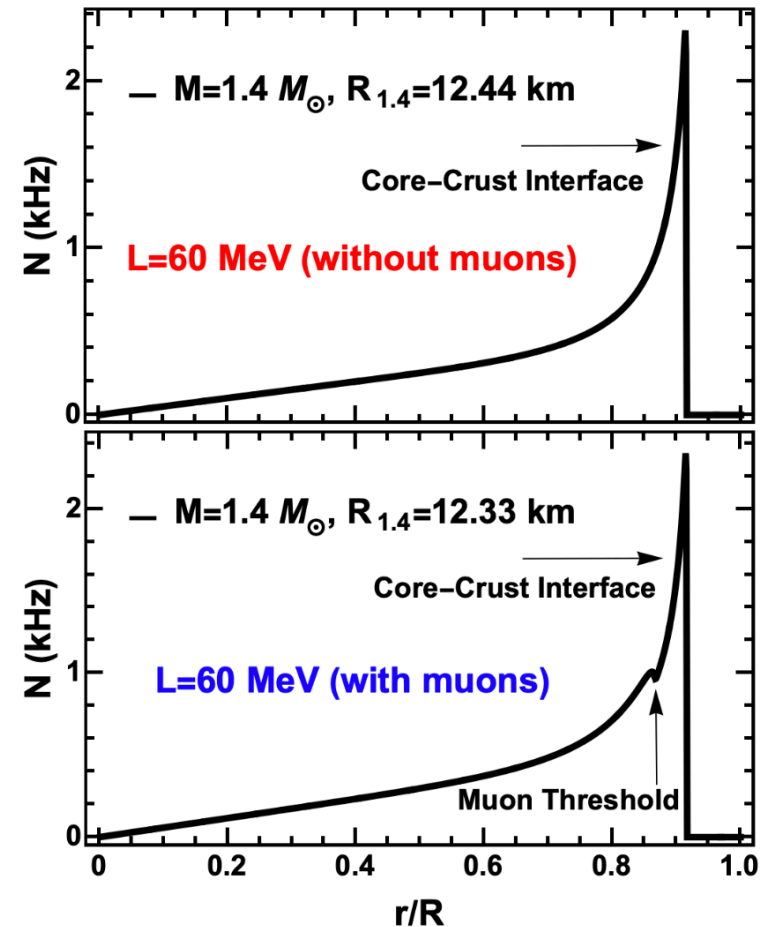 — M=1.4 M⊙, R1.4=12.44 km
Core–Crust Interface
L=60 MeV (without muons)
N (kHz)
2
1
0
— M=1.4 M⊙, R1.4=12.33 km
Core–Crust Interface
L=60 MeV (with muons)
Muon Threshold
N (kHz)
2
1
0
0 0.2 0.4 0.6 0.8 1.0
r/R